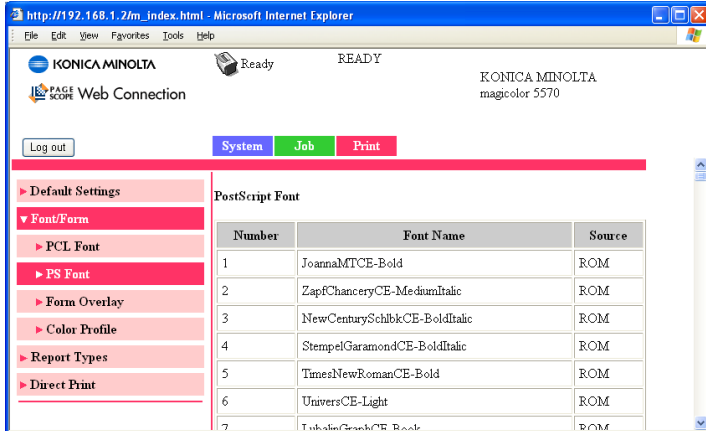 http://192.168.1.2/m_index.html - Microsoft Internet Explorer
File Edit View Favorites Tools Help
KONICA MINOLTA
Ready
READY
KONICA MINOLTA
magicolor 5570
PAGE SCOPE Web Connection
Log out
System Job Print
Default Settings
Font/Form
PCL Font
PS Font
Form Overlay
Color Profile
Report Types
Direct Print
PostScript Font
Number Font Name Source
1 JoannaMTCE-Bold ROM
2 ZapfChanceryCE-MediumItalic ROM
3 NewCenturySchlbkCE-BoldItalic ROM
4 StempelGaramondCE-BoldItalic ROM
5 TimesNewRomanCE-Bold ROM
6 UniversCE-Light ROM
7 LubalinGraphCE-Book ROM